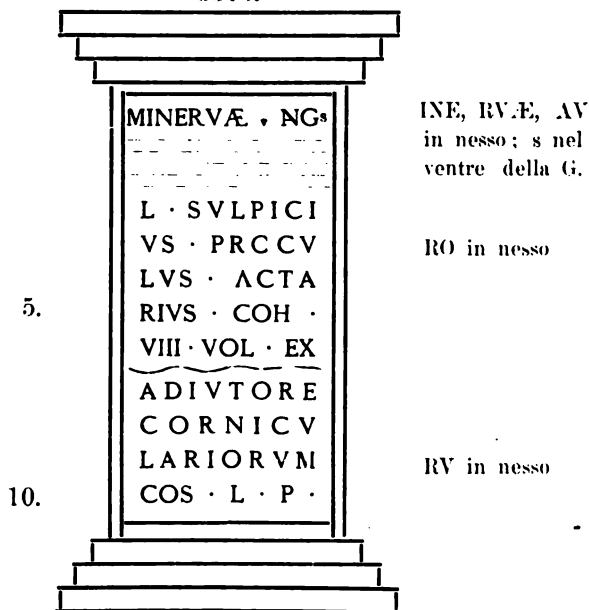 MINERVÆ · NGs
INE, RVÆ, AV
in nesso; s nel
ventre della G.
L · SVLPICI
VS · PRCCV
RO in nesso
LVS · ACTA
5.
RIVS · COH ·
VIII · VOL · EX
ADIVTORE
CORNICV
LARIORVM
RV in nesso
10.
COS · L · P ·